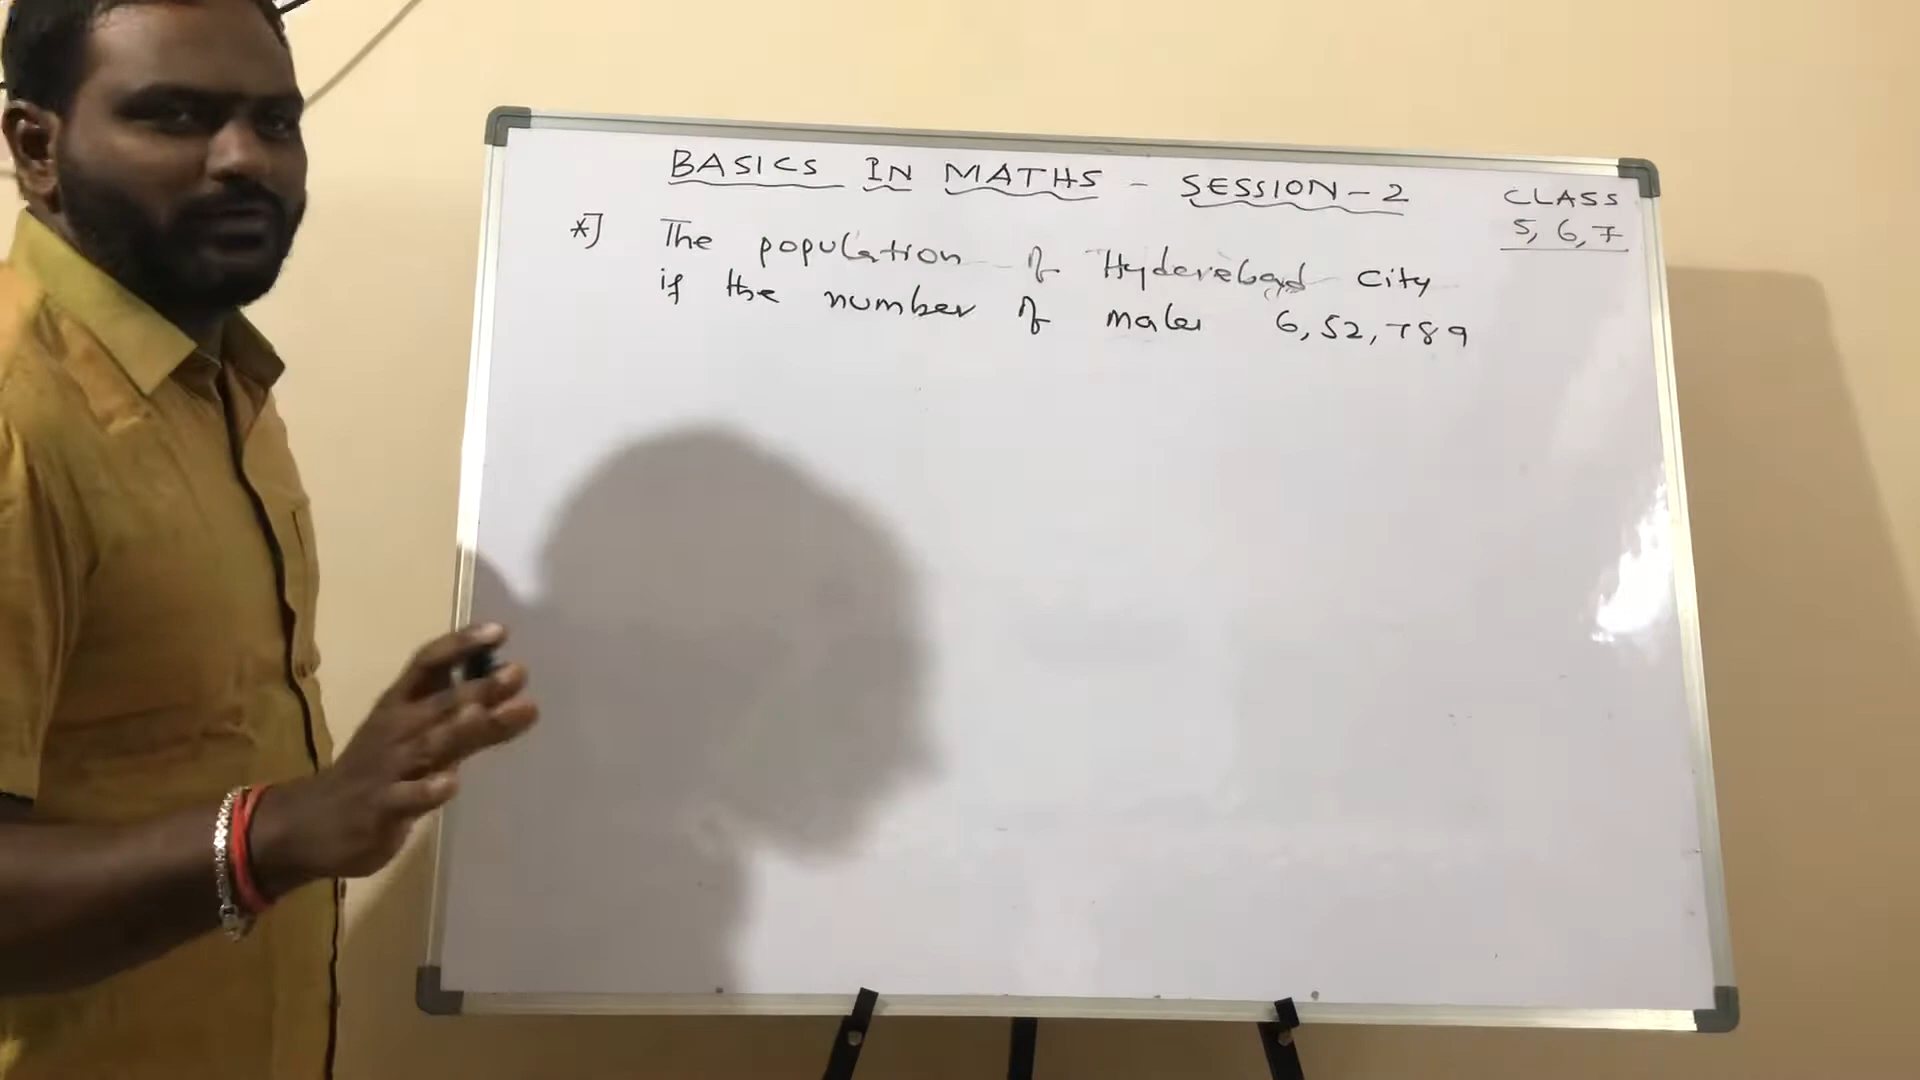 BASICS IN MATHS - SESSION-2
CLASS
5, 6, 7
*] The population of Hyderebad city
if the number of males 6,52,789